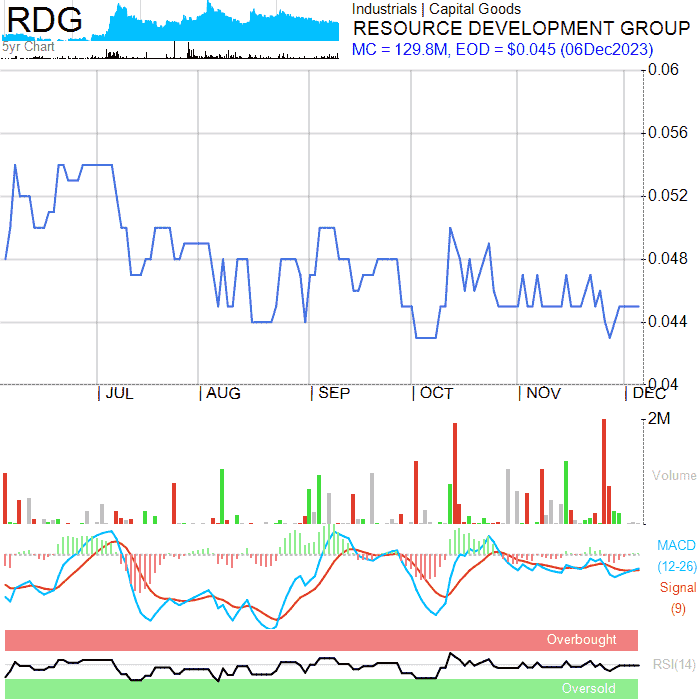 RDG
5yr Chart
Industrials | Capital Goods
RESOURCE DEVELOPMENT GROUP
MC = 129.8M, EOD = $0.045 (06Dec2023)
0.06
0.056
0.052
0.048
0.044
0.04
JUL AUG SEP OCT NOV DEC
2M
Volume
MACD
(12-26)
Signal
(9)
Overbought
RSI(14)
Oversold